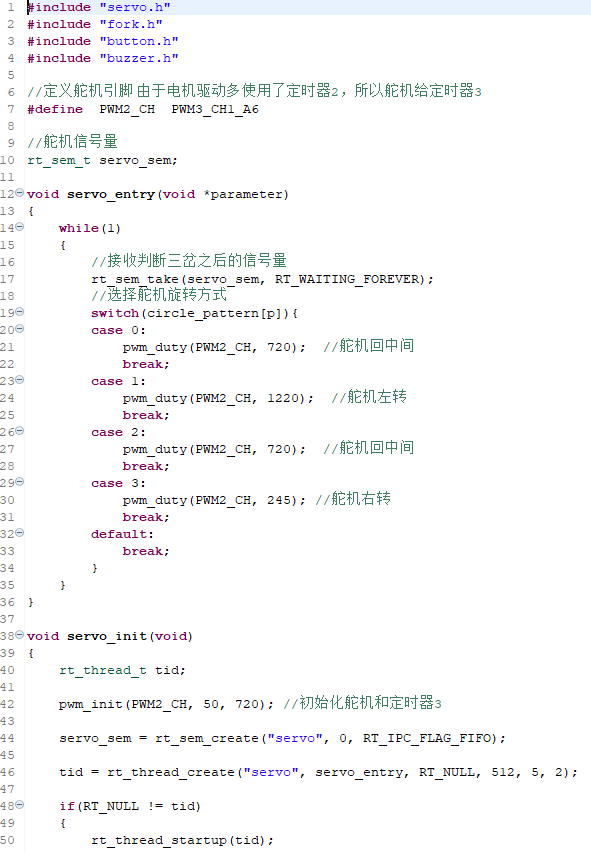 1 #include "servo.h"
2 #include "fork.h"
3 #include "button.h"
4 #include "buzzer.h"
5
6 //定义舵机引脚 由于电机驱动多使用了定时器2，所以舵机给定时器3
7 #define  PWM2_CH  PWM3_CH1_A6
8
9 //舵机信号量
10 rt_sem_t servo_sem;
11
12 void servo_entry(void *parameter)
13 {
14     while(1)
15     {
16         //接收判断三岔之后的信号量
17         rt_sem_take(servo_sem, RT_WAITING_FOREVER);
18         //选择舵机旋转方式
19         switch(circle_pattern[p]){
20         case 0:
21             pwm_duty(PWM2_CH, 720);  //舵机回中间
22             break;
23         case 1:
24             pwm_duty(PWM2_CH, 1220);  //舵机左转
25             break;
26         case 2:
27             pwm_duty(PWM2_CH, 720);  //舵机回中间
28             break;
29         case 3:
30             pwm_duty(PWM2_CH, 245); //舵机右转
31             break;
32         default:
33             break;
34         }
35     }
36 }
37
38 void servo_init(void)
39 {
40     rt_thread_t tid;
41
42     pwm_init(PWM2_CH, 50, 720); //初始化舵机和定时器3
43
44     servo_sem = rt_sem_create("servo", 0, RT_IPC_FLAG_FIFO);
45
46     tid = rt_thread_create("servo", servo_entry, RT_NULL, 512, 5, 2);
47
48     if(RT_NULL != tid)
49     {
50         rt_thread_startup(tid);